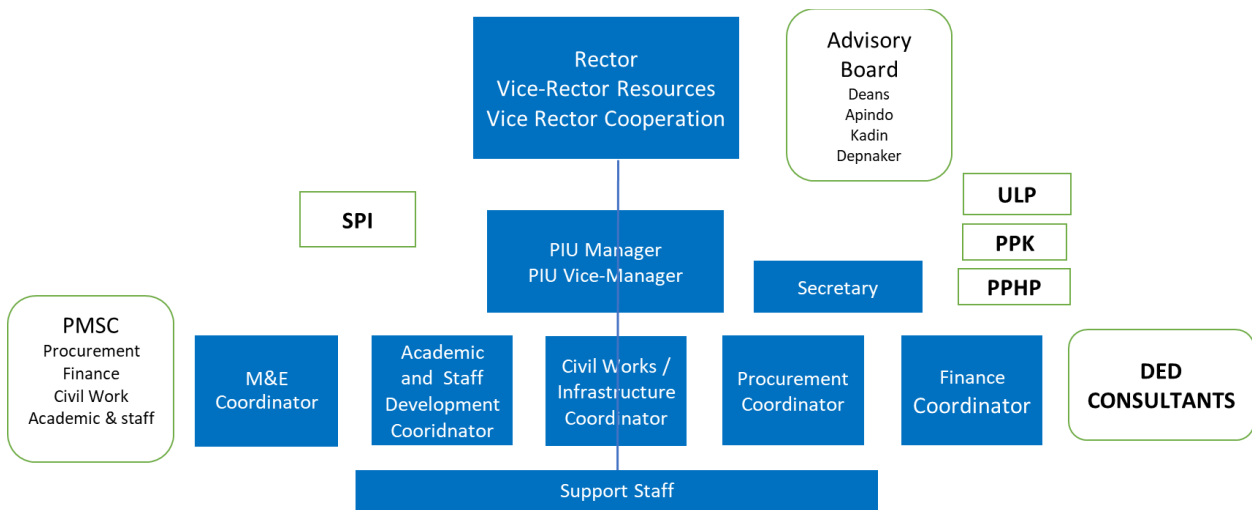 Rector
Vice-Rector Resources
Vice Rector Cooperation
Advisory
Board
Deans
Apindo
Kadin
Depnaker
SPI
ULP
PPK
PPHP
PIU Manager
PIU Vice-Manager
Secretary
PMSC
Procurement
Finance
Civil Work
Academic & staff
M&E
Coordinator
Academic
and Staff
Development
Cooridnator
Civil Works /
Infrastructure
Coordinator
Procurement
Coordinator
Finance
Coordinator
DED
CONSULTANTS
Support Staff